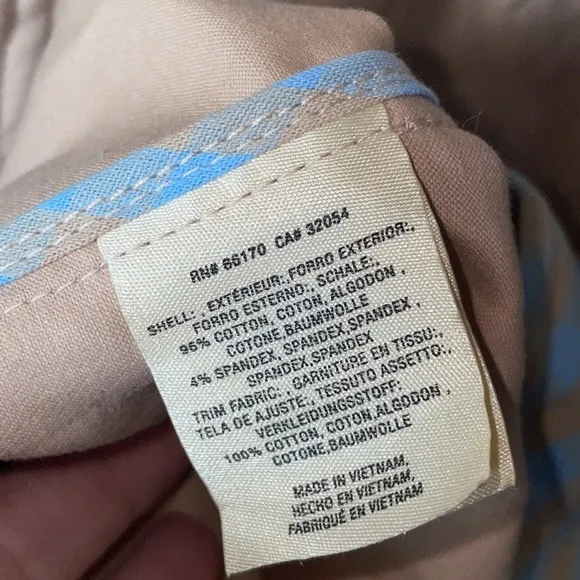 RN# 66170 CA# 32054
SHELL: , EXTÉRIEUR:,FORRO EXTERIOR:,
FORRO ESTERNO:, SCHALE:,
96% COTTON, COTON, ALGODON ,
COTONE,BAUMWOLLE
4% SPANDEX, SPANDEX,SPANDEX,
SPANDEX,SPANDEX
TRIM FABRIC:, GARNITURE EN TISSU:,
TELA DE AJUSTE:, TESSUTO ASSETTO:,
VERKLEIDUNGSSTOFF:
100% COTTON, COTON,ALGODON ,
COTONE,BAUMWOLLE
MADE IN VIETNAM,
HECHO EN VIETNAM,
FABRIQUÉ EN VIETNAM